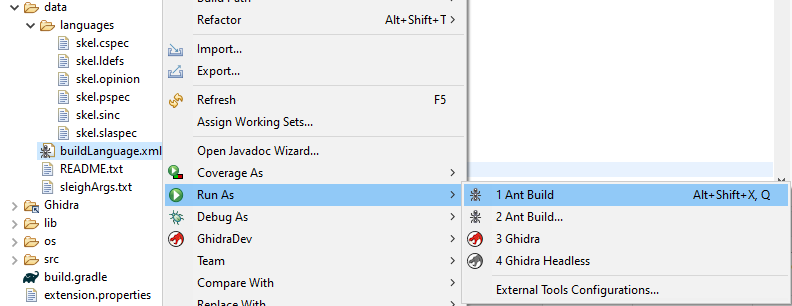 data
languages
skel.cspec
skel.ldefs
skel.opinion
skel.pspec
skel.sinc
skel.slaspec
buildLanguage.xml
README.txt
sleighArgs.txt
Ghidra
lib
os
src
build.gradle
extension.properties
Build Path
Refactor Alt+Shift+T
Import...
Export...
Refresh F5
Assign Working Sets...
Open Javadoc Wizard...
Coverage As
Run As
Debug As
GhidraDev
Team
Compare With
Replace With
1 Ant Build Alt+Shift+X, Q
2 Ant Build...
3 Ghidra
4 Ghidra Headless
External Tools Configurations...